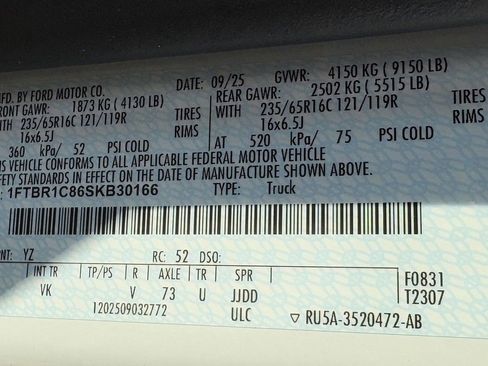 MFD. BY FORD MOTOR CO. DATE: 09/25 GVWR: 4150 KG ( 9150 LB)
FRONT GAWR: 1873 KG ( 4130 LB) REAR GAWR: 2502 KG ( 5515 LB)
WITH 235/65R16C 121/119R TIRES WITH 235/65R16C 121/119R TIRES
16x6.5J RIMS 16x6.5J RIMS
360 kPa/ 52 PSI COLD AT 520 kPa/ 75 PSI COLD
THIS VEHICLE CONFORMS TO ALL APPLICABLE FEDERAL MOTOR VEHICLE
SAFETY STANDARDS IN EFFECT ON THE DATE OF MANUFACTURE SHOWN ABOVE.
1FTBR1C86SKB30166 TYPE: Truck
PNT: YZ RC: 52 DSO:
INT TR TP/PS R AXLE TR SPR F0831
VK V 73 U JJDD T2307
1202509032772 ULC ▽ RU5A-3520472-AB